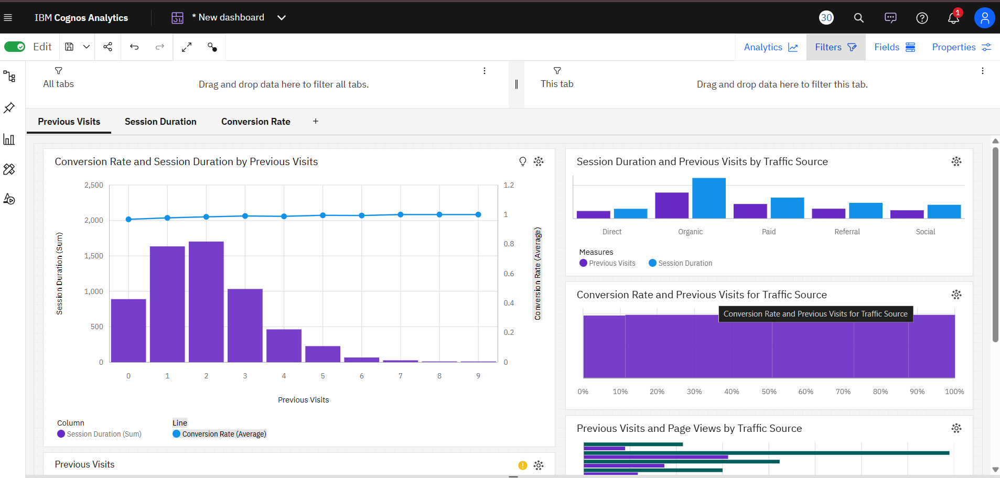 IBM Cognos Analytics
* New dashboard
30
1
Edit
Analytics
Filters
Fields
Properties
All tabs
Drag and drop data here to filter all tabs.
This tab
Drag and drop data here to filter this tab.
Previous Visits
Session Duration
Conversion Rate
+
Conversion Rate and Session Duration by Previous Visits
2,500
2,000
1,500
1,000
500
0
Session Duration (Sum)
1.2
1
0.8
0.6
0.4
0.2
0
Conversion Rate (Average)
0 1 2 3 4 5 6 7 8 9
Previous Visits
Column
Session Duration (Sum)
Line
Conversion Rate (Average)
Previous Visits
Session Duration and Previous Visits by Traffic Source
Direct Organic Paid Referral Social
Measures
Previous Visits Session Duration
Conversion Rate and Previous Visits for Traffic Source
Conversion Rate and Previous Visits for Traffic Source
0% 10% 20% 30% 40% 50% 60% 70% 80% 90% 100%
Previous Visits and Page Views by Traffic Source